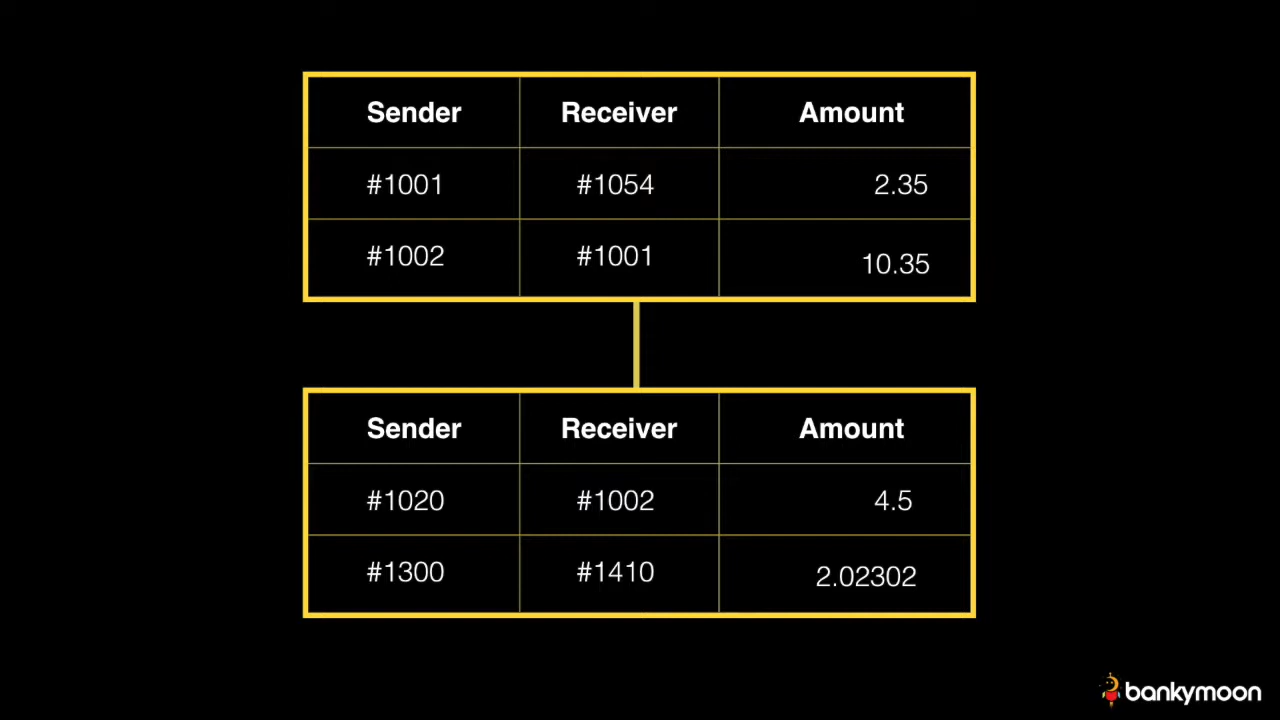 Sender Receiver Amount
#1001 #1054 2.35
#1002 #1001 10.35
Sender Receiver Amount
#1020 #1002 4.5
#1300 #1410 2.02302
bankymoon